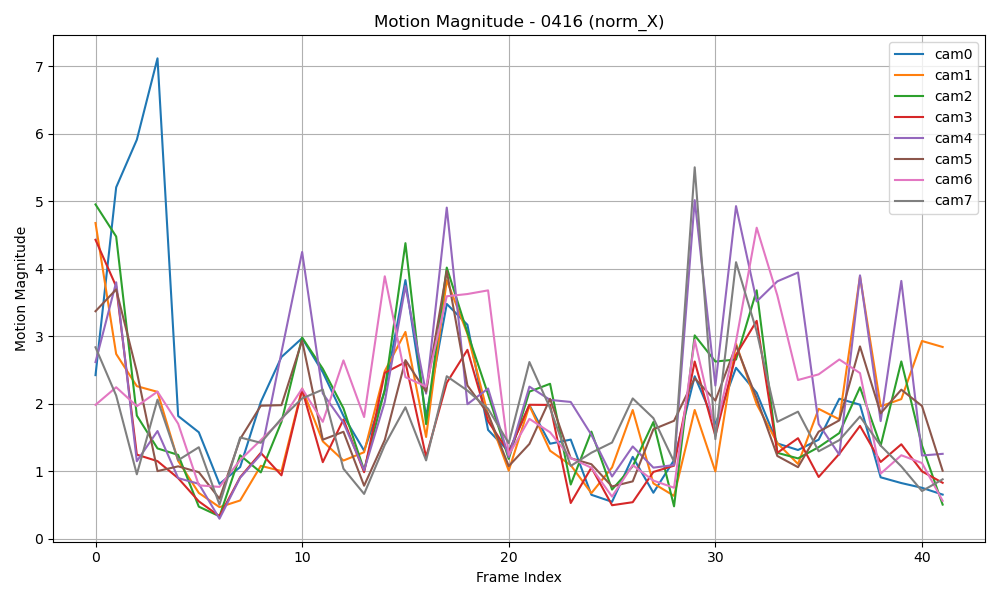 Motion Magnitude - 0416 (norm_X)
Motion Magnitude
7
6
5
4
3
2
1
0
0 10 20 30 40
Frame Index
cam0
cam1
cam2
cam3
cam4
cam5
cam6
cam7